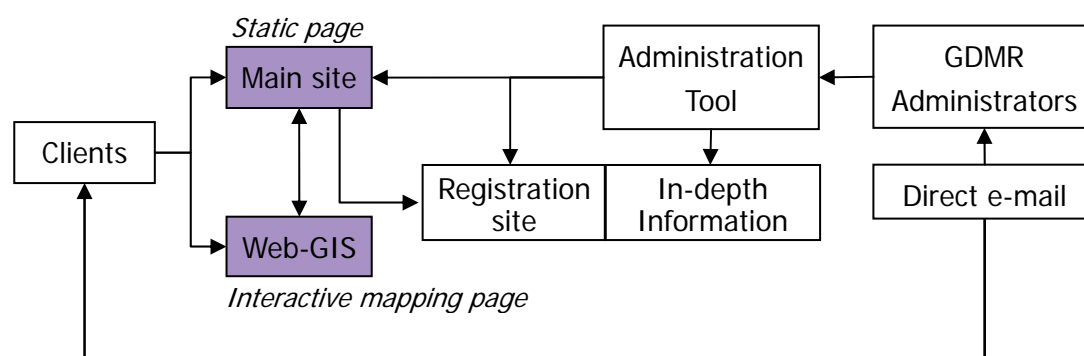 Static page
Main site
Administration
Tool
GDMR
Administrators
Clients
Registration
site
In-depth
Information
Direct e-mail
Web-GIS
Interactive mapping page